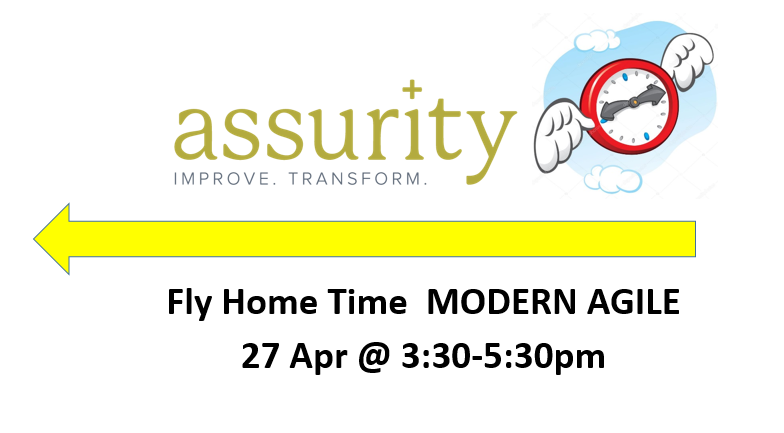 assurity
IMPROVE. TRANSFORM.
Fly Home Time MODERN AGILE
27 Apr @ 3:30-5:30pm